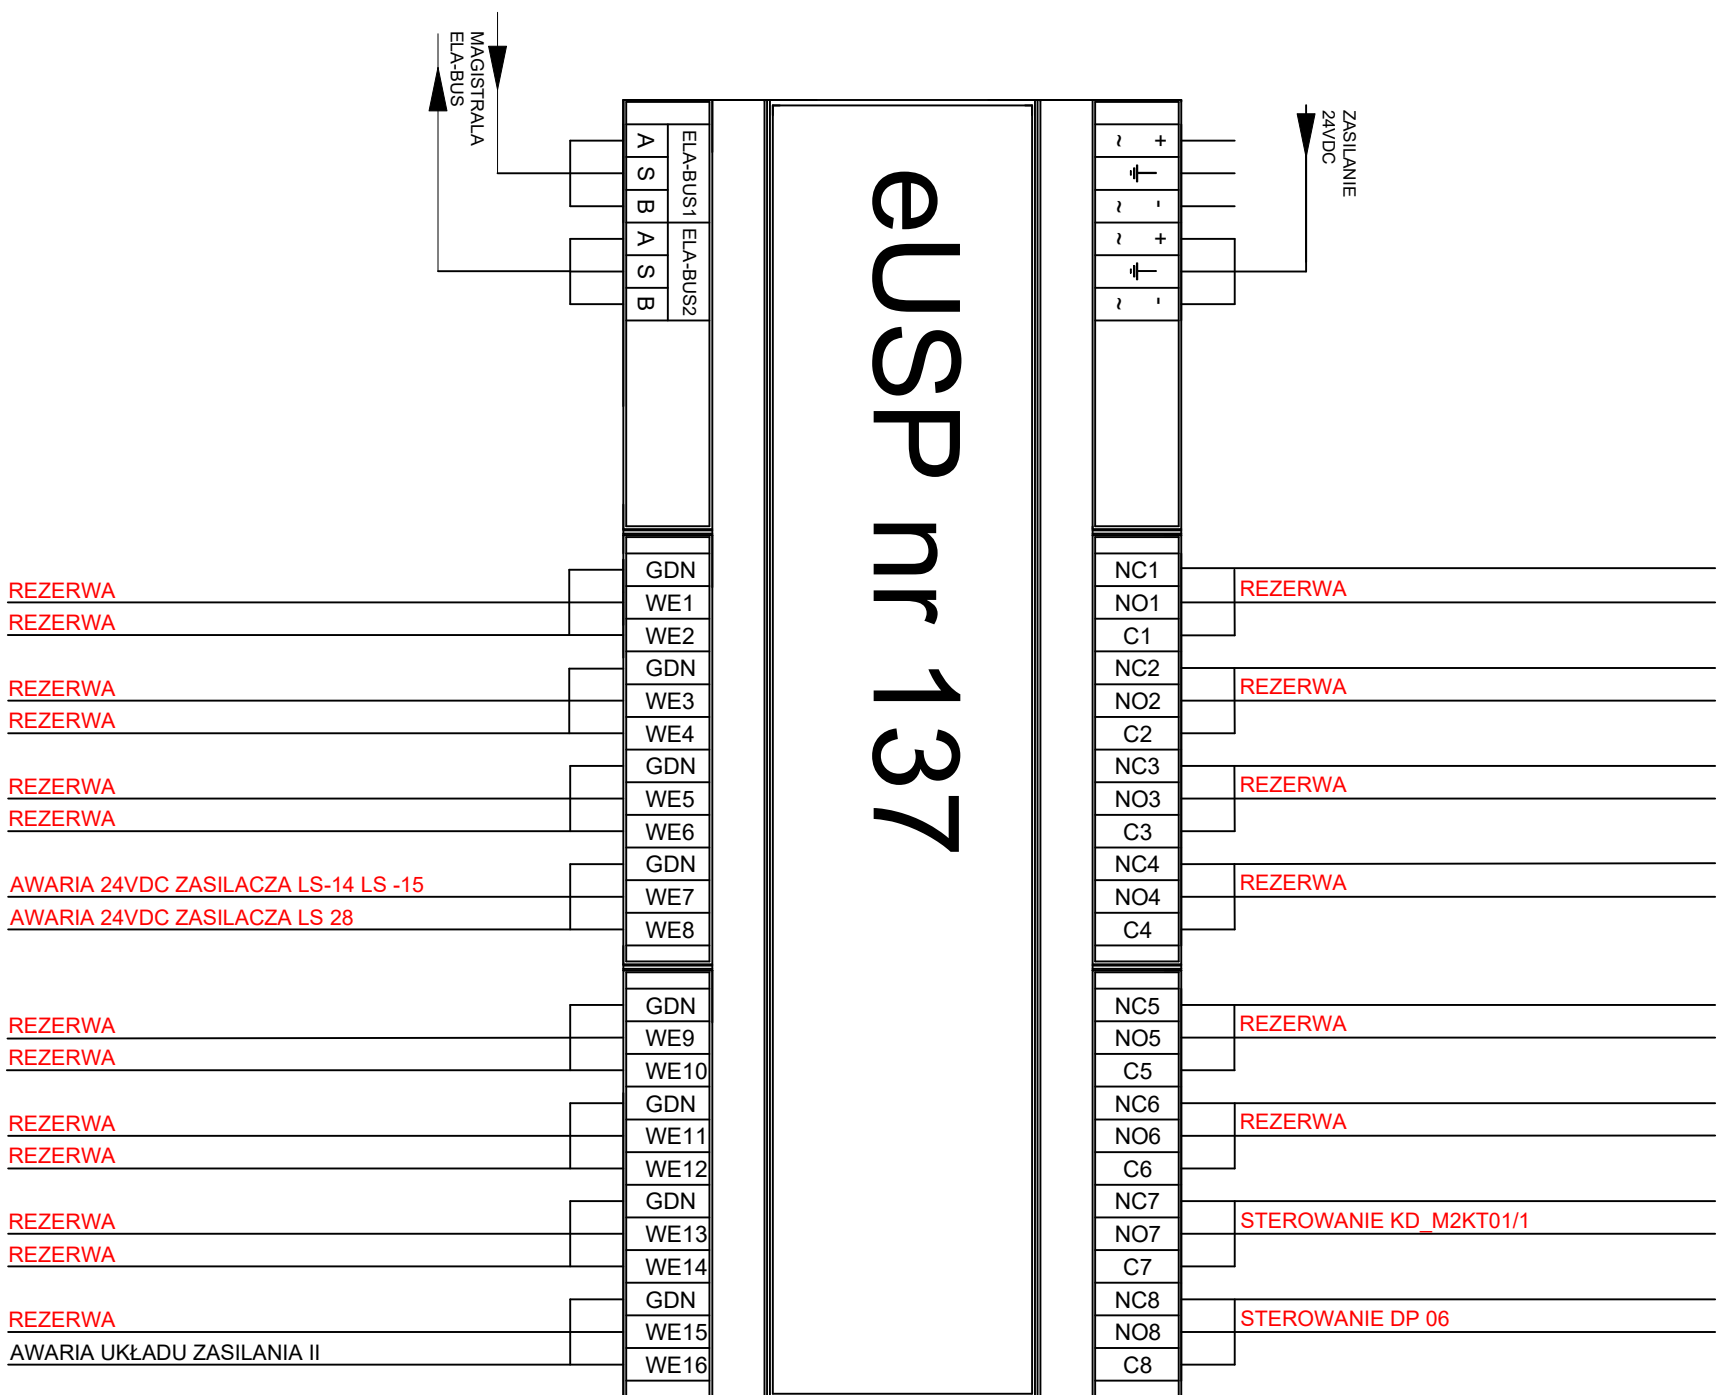 MAGISTRALA
ELA-BUS
ZASILANIE
24VDC
A
S
B
ELA-BUS1
A
S
B
ELA-BUS2
~ +
~ -
~ +
~ -
eUSP nr 137
REZERWA
REZERWA
GDN
WE1
WE2
REZERWA
REZERWA
GDN
WE3
WE4
REZERWA
REZERWA
GDN
WE5
WE6
AWARIA 24VDC ZASILACZA LS-14 LS -15
AWARIA 24VDC ZASILACZA LS 28
GDN
WE7
WE8
REZERWA
REZERWA
GDN
WE9
WE10
REZERWA
REZERWA
GDN
WE11
WE12
REZERWA
REZERWA
GDN
WE13
WE14
REZERWA
AWARIA UKŁADU ZASILANIA II
GDN
WE15
WE16
NC1
NO1
C1
REZERWA
NC2
NO2
C2
REZERWA
NC3
NO3
C3
REZERWA
NC4
NO4
C4
REZERWA
NC5
NO5
C5
REZERWA
NC6
NO6
C6
REZERWA
NC7
NO7
C7
STEROWANIE KD_M2KT01/1
NC8
NO8
C8
STEROWANIE DP 06